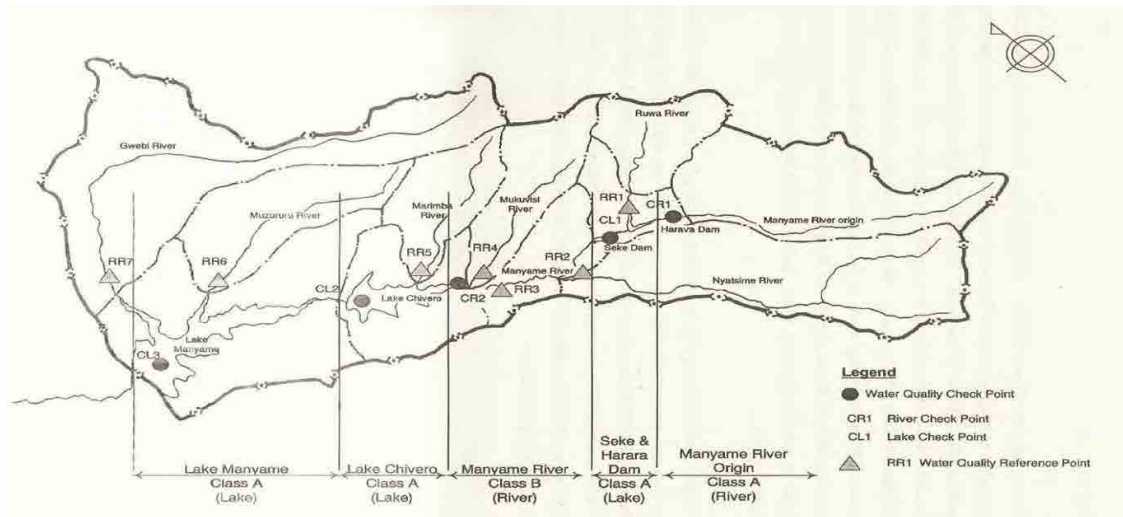 Ruwa River
Gwebi River
Muzururu River
Marimba
River
Mukuvisi
River
RR1
CR1
CL1
Manyame River origin
Harava Dam
Seke Dam
RR7
RR6
RR5
RR4
RR2
Manyame River
Nyatsime River
CL2
Lake Chivero
CR2
RR3
Lake
Manyame
CL3
Legend
Water Quality Check Point
CR1 River Check Point
CL1 Lake Check Point
RR1 Water Quality Reference Point
Lake Manyame
Class A
(Lake)
Lake Chivero
Class A
(Lake)
Manyame River
Class B
(River)
Seke &
Harara
Dam
Class A
(Lake)
Manyame River
Origin
Class A
(River)